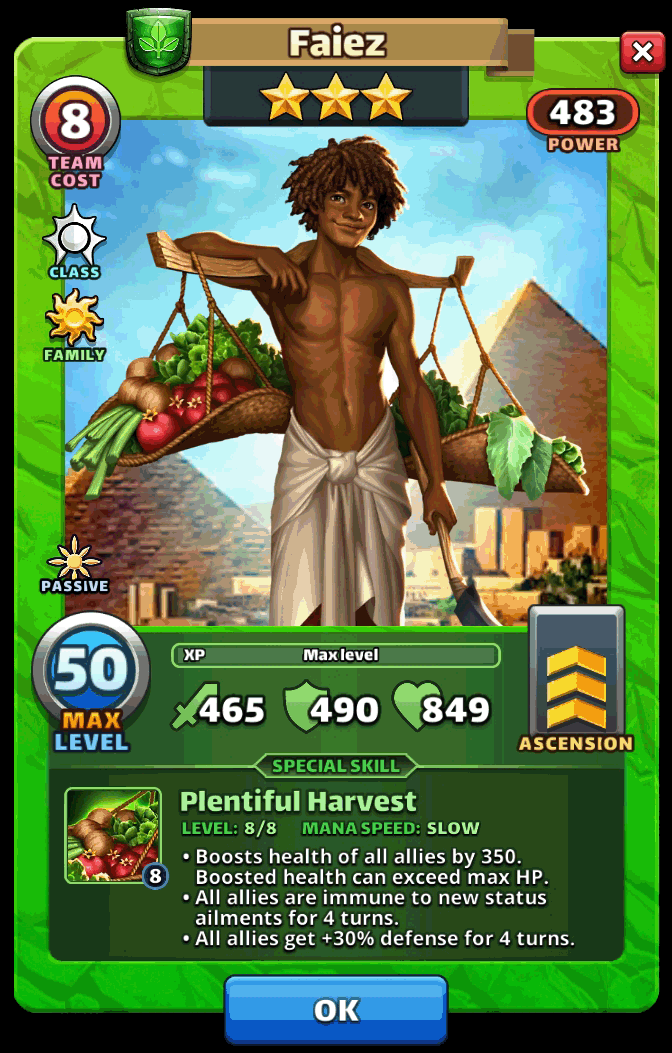 Faiez
8
TEAM
COST
483
POWER
CLASS
FAMILY
PASSIVE
50
MAX
LEVEL
XP Max level
465 490 849
ASCENSION
SPECIAL SKILL
Plentiful Harvest
LEVEL: 8/8 MANA SPEED: SLOW
8
• Boosts health of all allies by 350.
Boosted health can exceed max HP.
• All allies are immune to new status
ailments for 4 turns.
• All allies get +30% defense for 4 turns.
OK